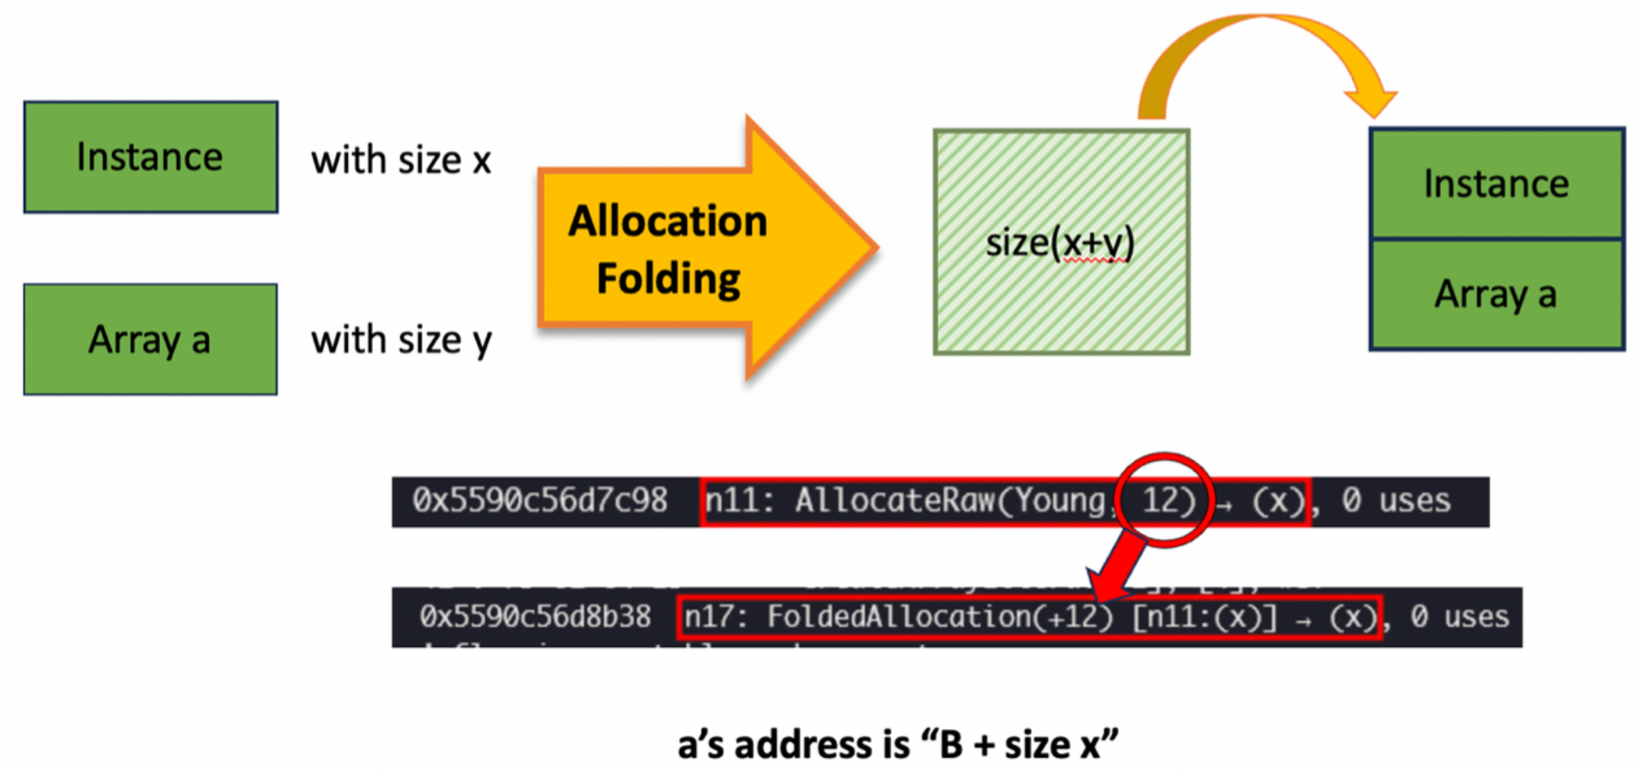 Instance
with size x
Array a
with size y
Allocation
Folding
size(x+y)
Instance
Array a
0x5590c56d7c98 n11: AllocateRaw(Young, 12) → (x), 0 uses
0x5590c56d8b38 n17: FoldedAllocation(+12) [n11:(x)] → (x), 0 uses
a’s address is “B + size x”